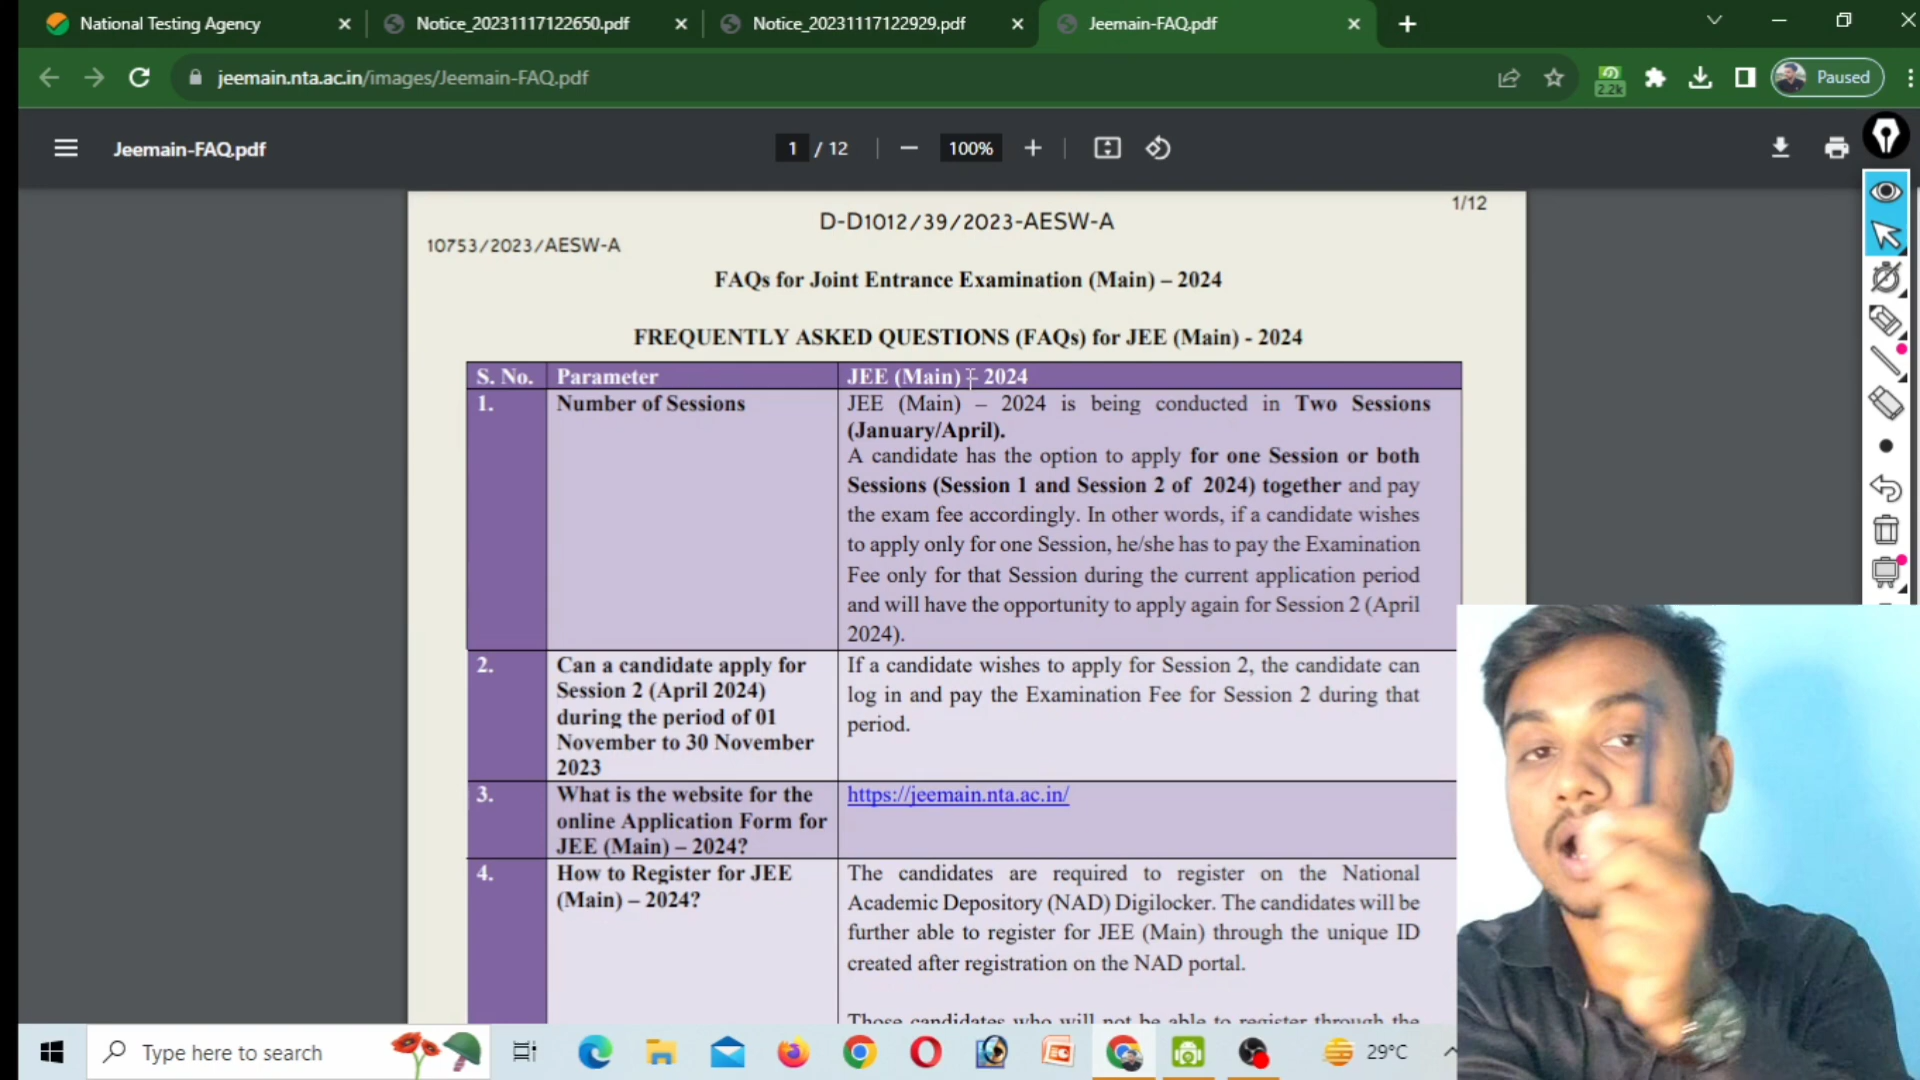 National Testing Agency
Notice_20231117122650.pdf
Notice_20231117122929.pdf
Jeemain-FAQ.pdf
jeemain.nta.ac.in/images/Jeemain-FAQ.pdf
2.2k
Paused
Jeemain-FAQ.pdf
1 / 12
100%
1/12
D-D1012/39/2023-AESW-A
10753/2023/AESW-A
FAQs for Joint Entrance Examination (Main) – 2024
FREQUENTLY ASKED QUESTIONS (FAQs) for JEE (Main) - 2024
S. No. Parameter JEE (Main) – 2024
1. Number of Sessions
JEE (Main) – 2024 is being conducted in Two Sessions
(January/April).
A candidate has the option to apply for one Session or both
Sessions (Session 1 and Session 2 of 2024) together and pay
the exam fee accordingly. In other words, if a candidate wishes
to apply only for one Session, he/she has to pay the Examination
Fee only for that Session during the current application period
and will have the opportunity to apply again for Session 2 (April
2024).
2. Can a candidate apply for
Session 2 (April 2024)
during the period of 01
November to 30 November
2023
If a candidate wishes to apply for Session 2, the candidate can
log in and pay the Examination Fee for Session 2 during that
period.
3. What is the website for the
online Application Form for
JEE (Main) – 2024?
https://jeemain.nta.ac.in/
4. How to Register for JEE
(Main) – 2024?
The candidates are required to register on the National
Academic Depository (NAD) Digilocker. The candidates will be
further able to register for JEE (Main) through the unique ID
created after registration on the NAD portal.
Those candidates who will not be able to register through the
Type here to search
29°C